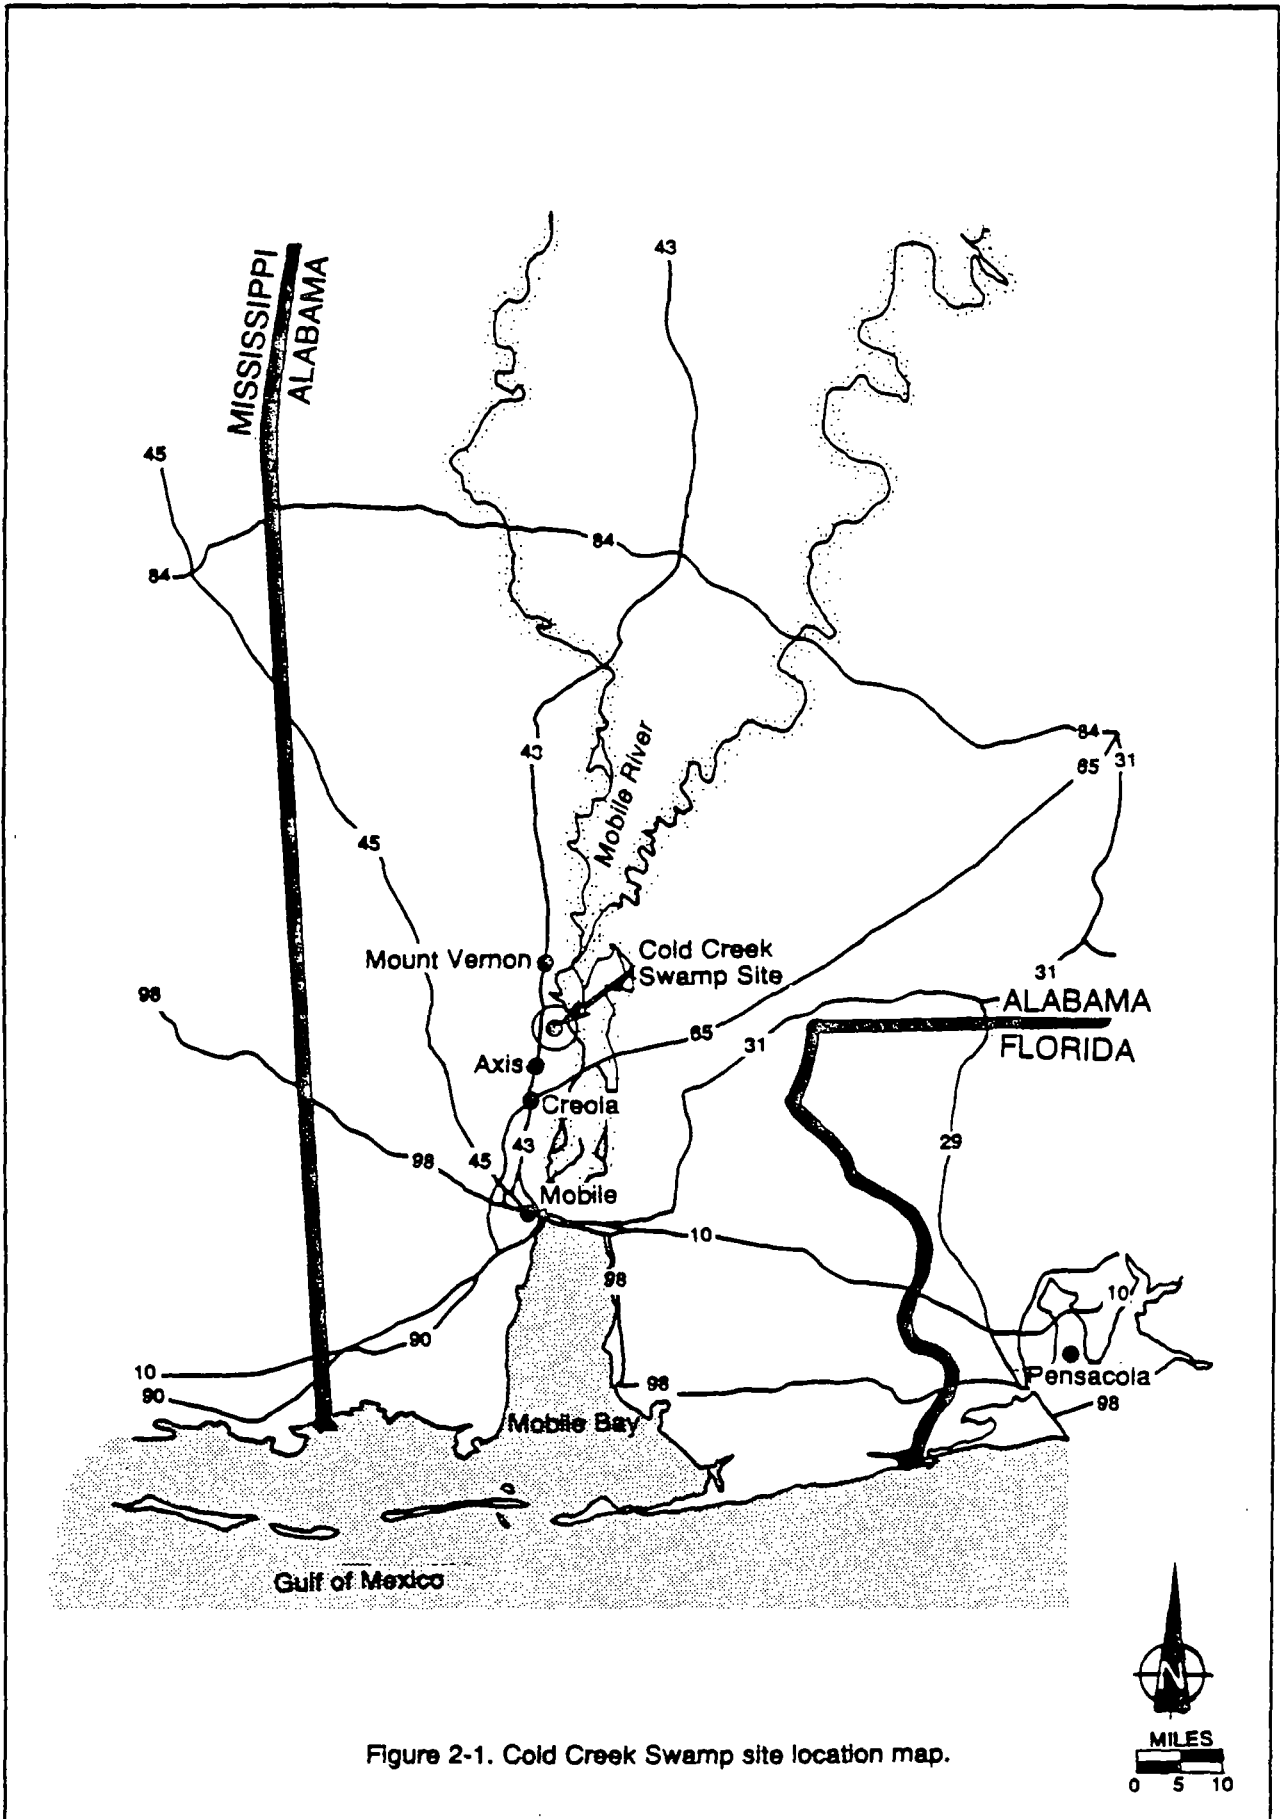 43
MISSISSIPPI
ALABAMA
45
84
84
43
Mobile River
84
65
31
45
Mount Vernon
Cold Creek
Swamp Site
98
31
ALABAMA
65
31
FLORIDA
Axis
Creola
43
29
98
45
Mobile
10
98
10
90
10
Pensacola
90
98
98
Mobile Bay
Gulf of Mexico
N
MILES
0 5 10
Figure 2-1. Cold Creek Swamp site location map.